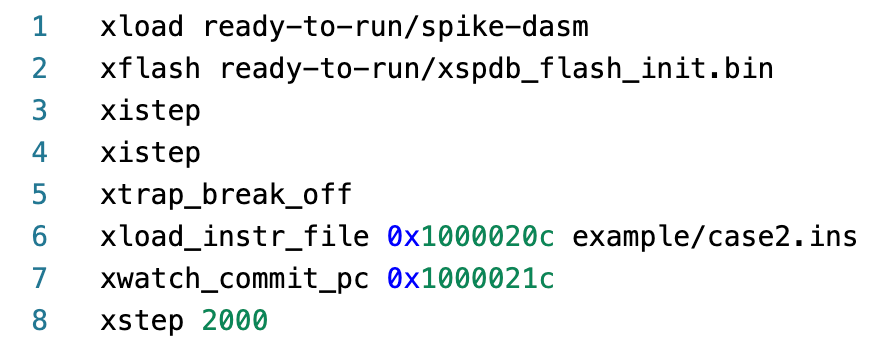 1 xload ready-to-run/spike-dasm
2 xflash ready-to-run/xspdb_flash_init.bin
3 xistep
4 xistep
5 xtrap_break_off
6 xload_instr_file 0x1000020c example/case2.ins
7 xwatch_commit_pc 0x1000021c
8 xstep 2000